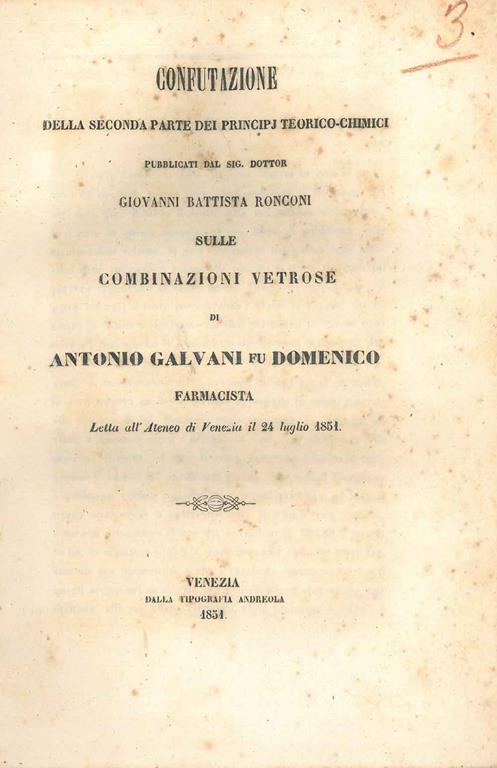 3
CONFUTAZIONE
DELLA SECONDA PARTE DEI PRINCIPJ TEORICO-CHIMICI
PUBBLICATI DAL SIG. DOTTOR
GIOVANNI BATTISTA RONCONI
SULLE
COMBINAZIONI VETROSE
DI
ANTONIO GALVANI FU DOMENICO
FARMACISTA
Letta all' Ateneo di Venezia il 24 luglio 1851.
VENEZIA
DALLA TIPOGRAFIA ANDREOLA
1851.